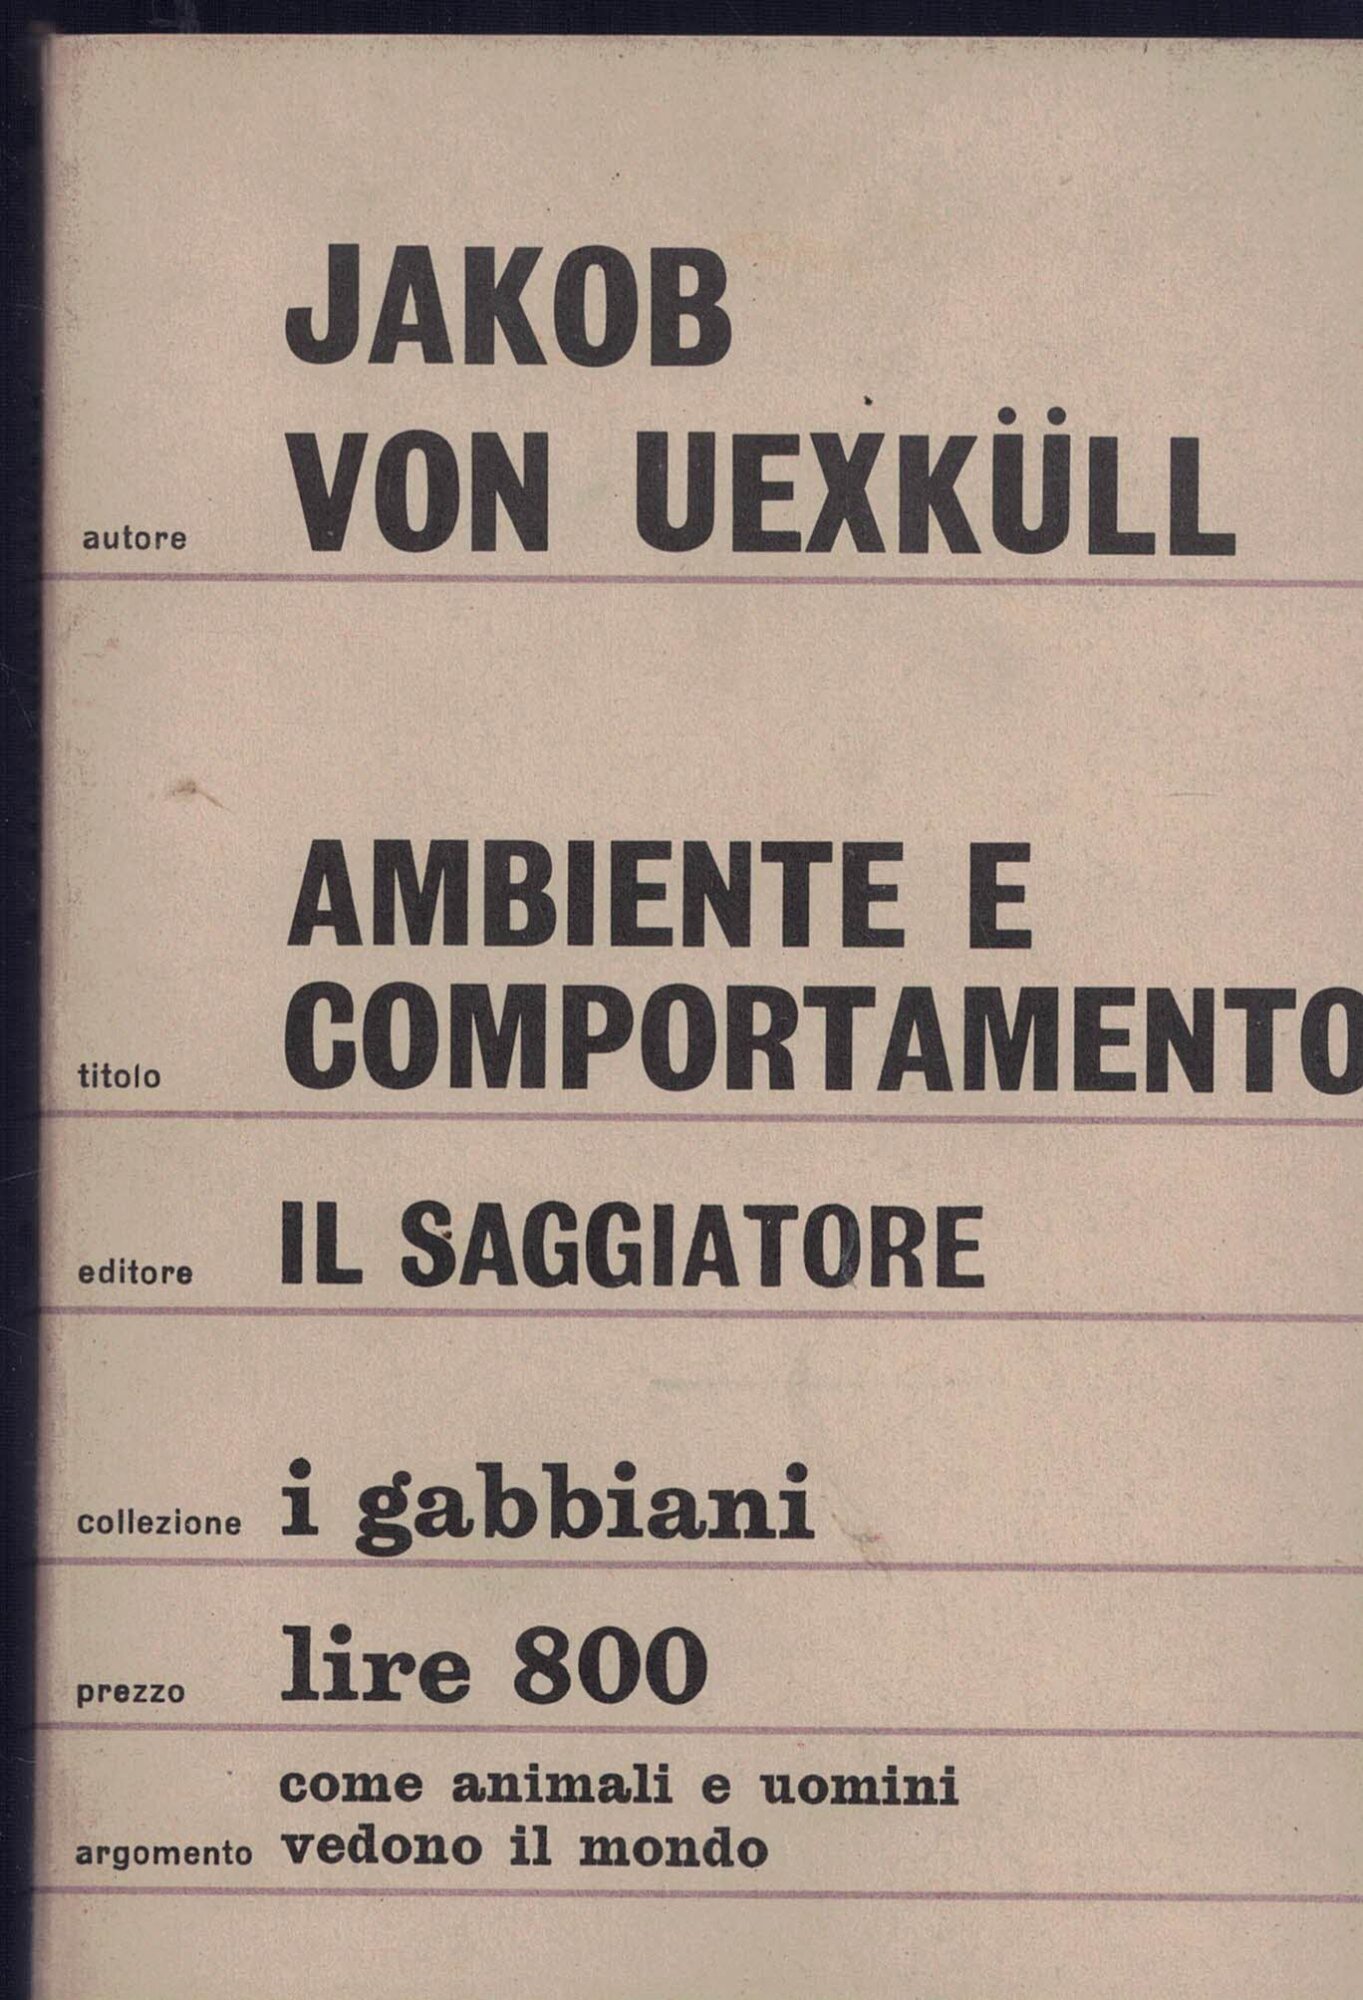 JAKOB
autore VON UEXKÜLL
AMBIENTE E
titolo COMPORTAMENTO
editore IL SAGGIATORE
collezione i gabbiani
prezzo lire 800
come animali e uomini
argomento vedono il mondo